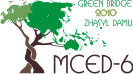 GREEN BRIDGE
2010
ZHASYL DAMU
MCED-6